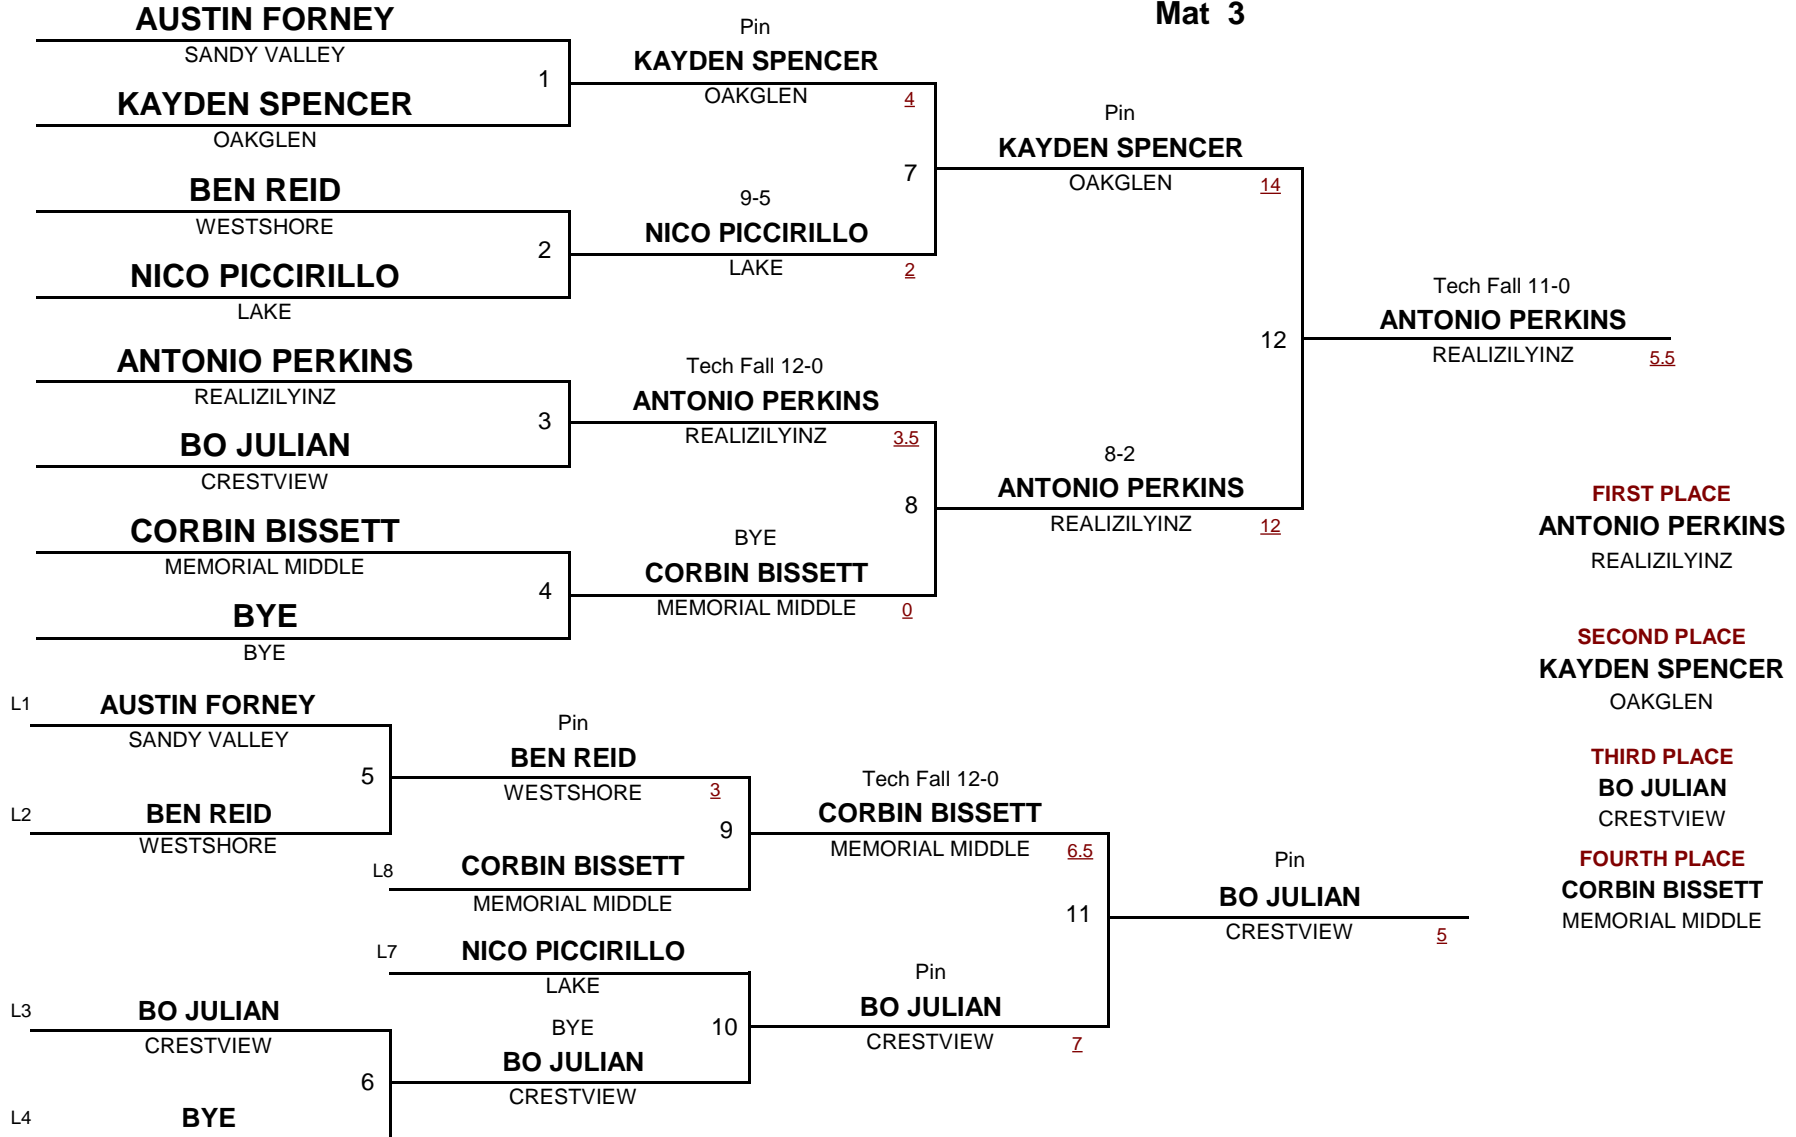 Mat 3
AUSTIN FORNEY
SANDY VALLEY
1
KAYDEN SPENCER
OAKGLEN
BEN REID
WESTSHORE
2
NICO PICCIRILLO
LAKE
ANTONIO PERKINS
REALIZILYINZ
3
BO JULIAN
CRESTVIEW
CORBIN BISSETT
MEMORIAL MIDDLE
4
BYE
BYE
Pin
KAYDEN SPENCER
OAKGLEN 4
7
9-5
NICO PICCIRILLO
LAKE 2
Tech Fall 12-0
ANTONIO PERKINS
REALIZILYINZ 3.5
8
BYE
CORBIN BISSETT
MEMORIAL MIDDLE 0
Pin
KAYDEN SPENCER
OAKGLEN 14
12
8-2
ANTONIO PERKINS
REALIZILYINZ 12
Tech Fall 11-0
ANTONIO PERKINS
REALIZILYINZ 5.5
FIRST PLACE
ANTONIO PERKINS
REALIZILYINZ
SECOND PLACE
KAYDEN SPENCER
OAKGLEN
THIRD PLACE
BO JULIAN
CRESTVIEW
FOURTH PLACE
CORBIN BISSETT
MEMORIAL MIDDLE
L1 AUSTIN FORNEY
SANDY VALLEY
5
L2 BEN REID
WESTSHORE
L3 BO JULIAN
CRESTVIEW
6
L4 BYE
Pin
BEN REID
WESTSHORE 3
9
L8 CORBIN BISSETT
MEMORIAL MIDDLE
L7 NICO PICCIRILLO
LAKE
BYE 10
BO JULIAN
CRESTVIEW
Tech Fall 12-0
CORBIN BISSETT
MEMORIAL MIDDLE 6.5
11
Pin
BO JULIAN
CRESTVIEW 7
Pin
BO JULIAN
CRESTVIEW 5